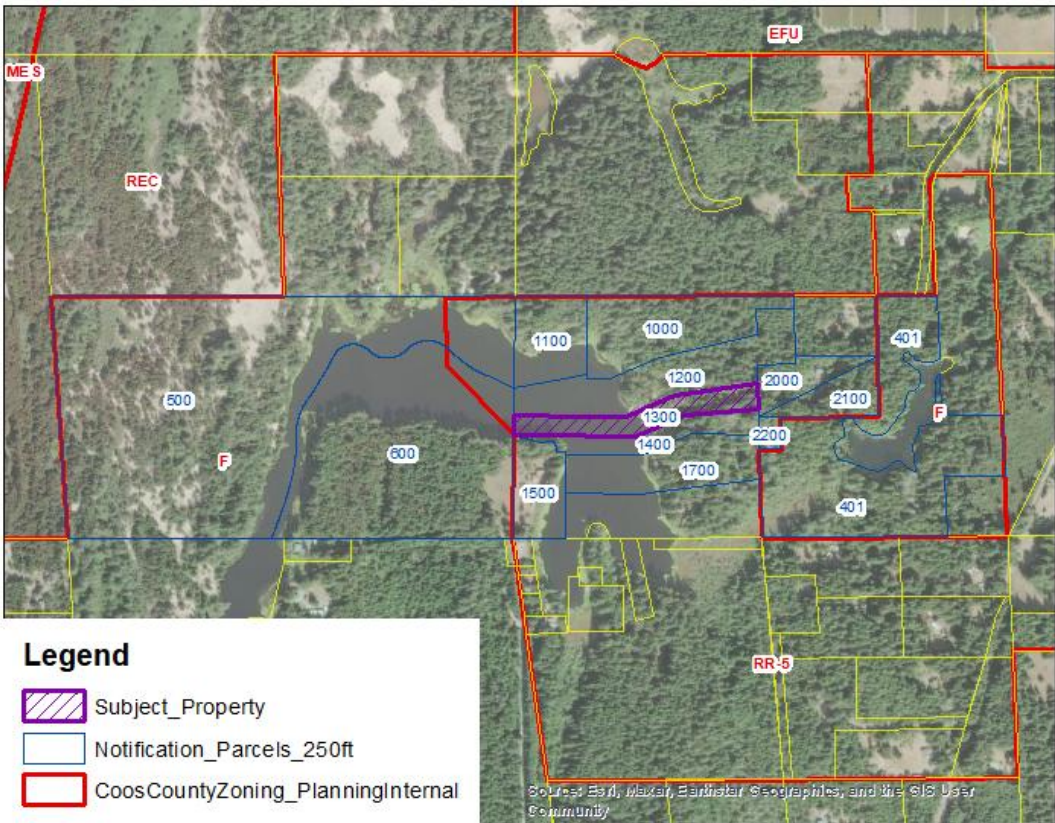 EFU
MES
REC
1100
1000
401
1200
2000
500
2100
1300
F
1400
2200
600
F
1700
1500
401
RR-5
Legend
Subject_Property
Notification_Parcels_250ft
CoosCountyZoning_PlanningInternal
Source: Esri, Maxar, Earthstar Geographics, and the GIS User
Community